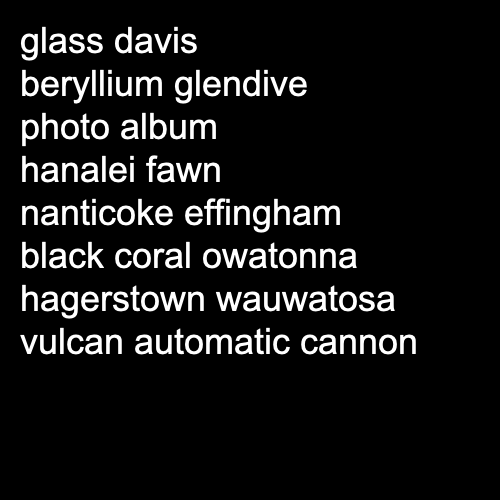 glass davis
beryllium glendive
photo album
hanalei fawn
nanticoke effingham
black coral owatonna
hagerstown wauwatosa
vulcan automatic cannon